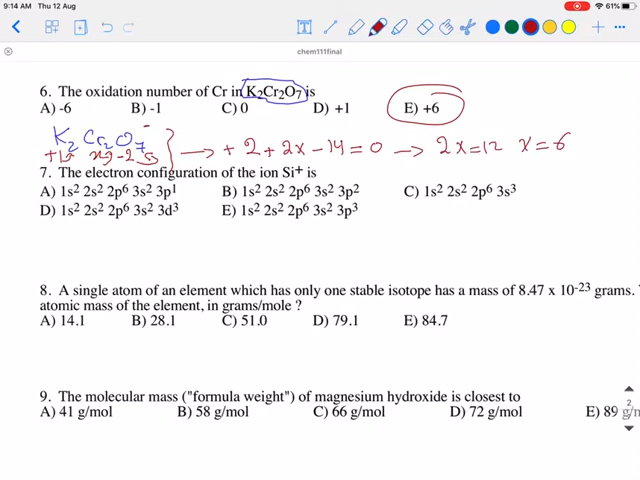 9:14 AM Thu 12 Aug
61%
chem111final
6. The oxidation number of Cr in K₂Cr₂O₇ is
A) -6 B) -1 C) 0 D) +1 E) +6
K₂ Cr₂ O₇
+2+2x-14=0 → 2x=12 x=6
7. The electron configuration of the ion Si⁺ is
A) 1s² 2s² 2p⁶ 3s² 3p¹ B) 1s² 2s² 2p⁶ 3s² 3p² C) 1s² 2s² 2p⁶ 3s³
D) 1s² 2s² 2p⁶ 3s² 3d³ E) 1s² 2s² 2p⁶ 3s² 3p³
8. A single atom of an element which has only one stable isotope has a mass of 8.47 x 10⁻²³ grams.
atomic mass of the element, in grams/mole ?
A) 14.1 B) 28.1 C) 51.0 D) 79.1 E) 84.7
9. The molecular mass ("formula weight") of magnesium hydroxide is closest to
A) 41 g/mol B) 58 g/mol C) 66 g/mol D) 72 g/mol E) 89 g/m
2